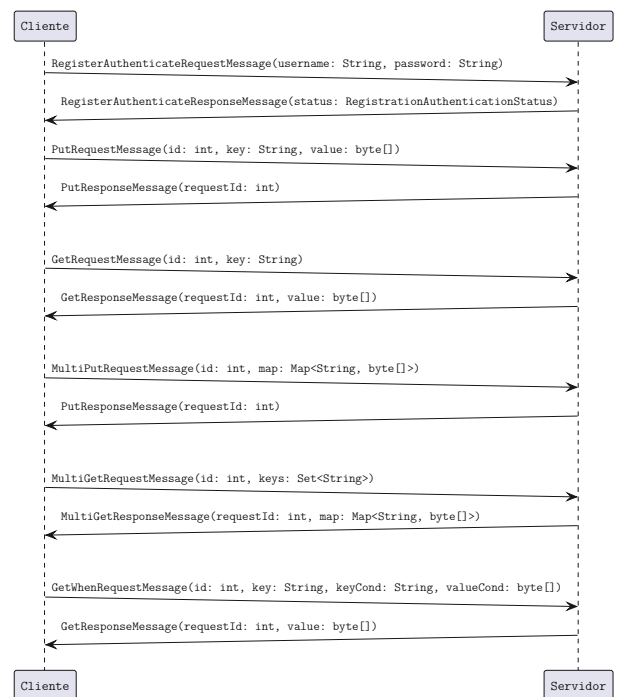 Cliente
Servidor
RegisterAuthenticateRequestMessage(username: String, password: String)
RegisterAuthenticateResponseMessage(status: RegistrationAuthenticationStatus)
PutRequestMessage(id: int, key: String, value: byte[])
PutResponseMessage(requestId: int)
GetRequestMessage(id: int, key: String)
GetResponseMessage(requestId: int, value: byte[])
MultiPutRequestMessage(id: int, map: Map<String, byte[]>)
PutResponseMessage(requestId: int)
MultiGetRequestMessage(id: int, keys: Set<String>)
MultiGetResponseMessage(requestId: int, map: Map<String, byte[]>)
GetWhenRequestMessage(id: int, key: String, keyCond: String, valueCond: byte[])
GetResponseMessage(requestId: int, value: byte[])
Cliente
Servidor